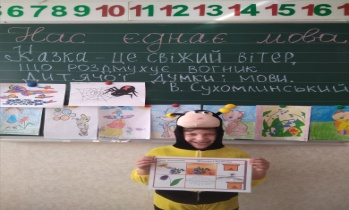 6 7 8 9 10 11 12 13 14 15 16
Нас єднає мова
Казка це свіжий вітер,
що роздмухує вогник
дитячої думки і мови.
В. Сухомлинський